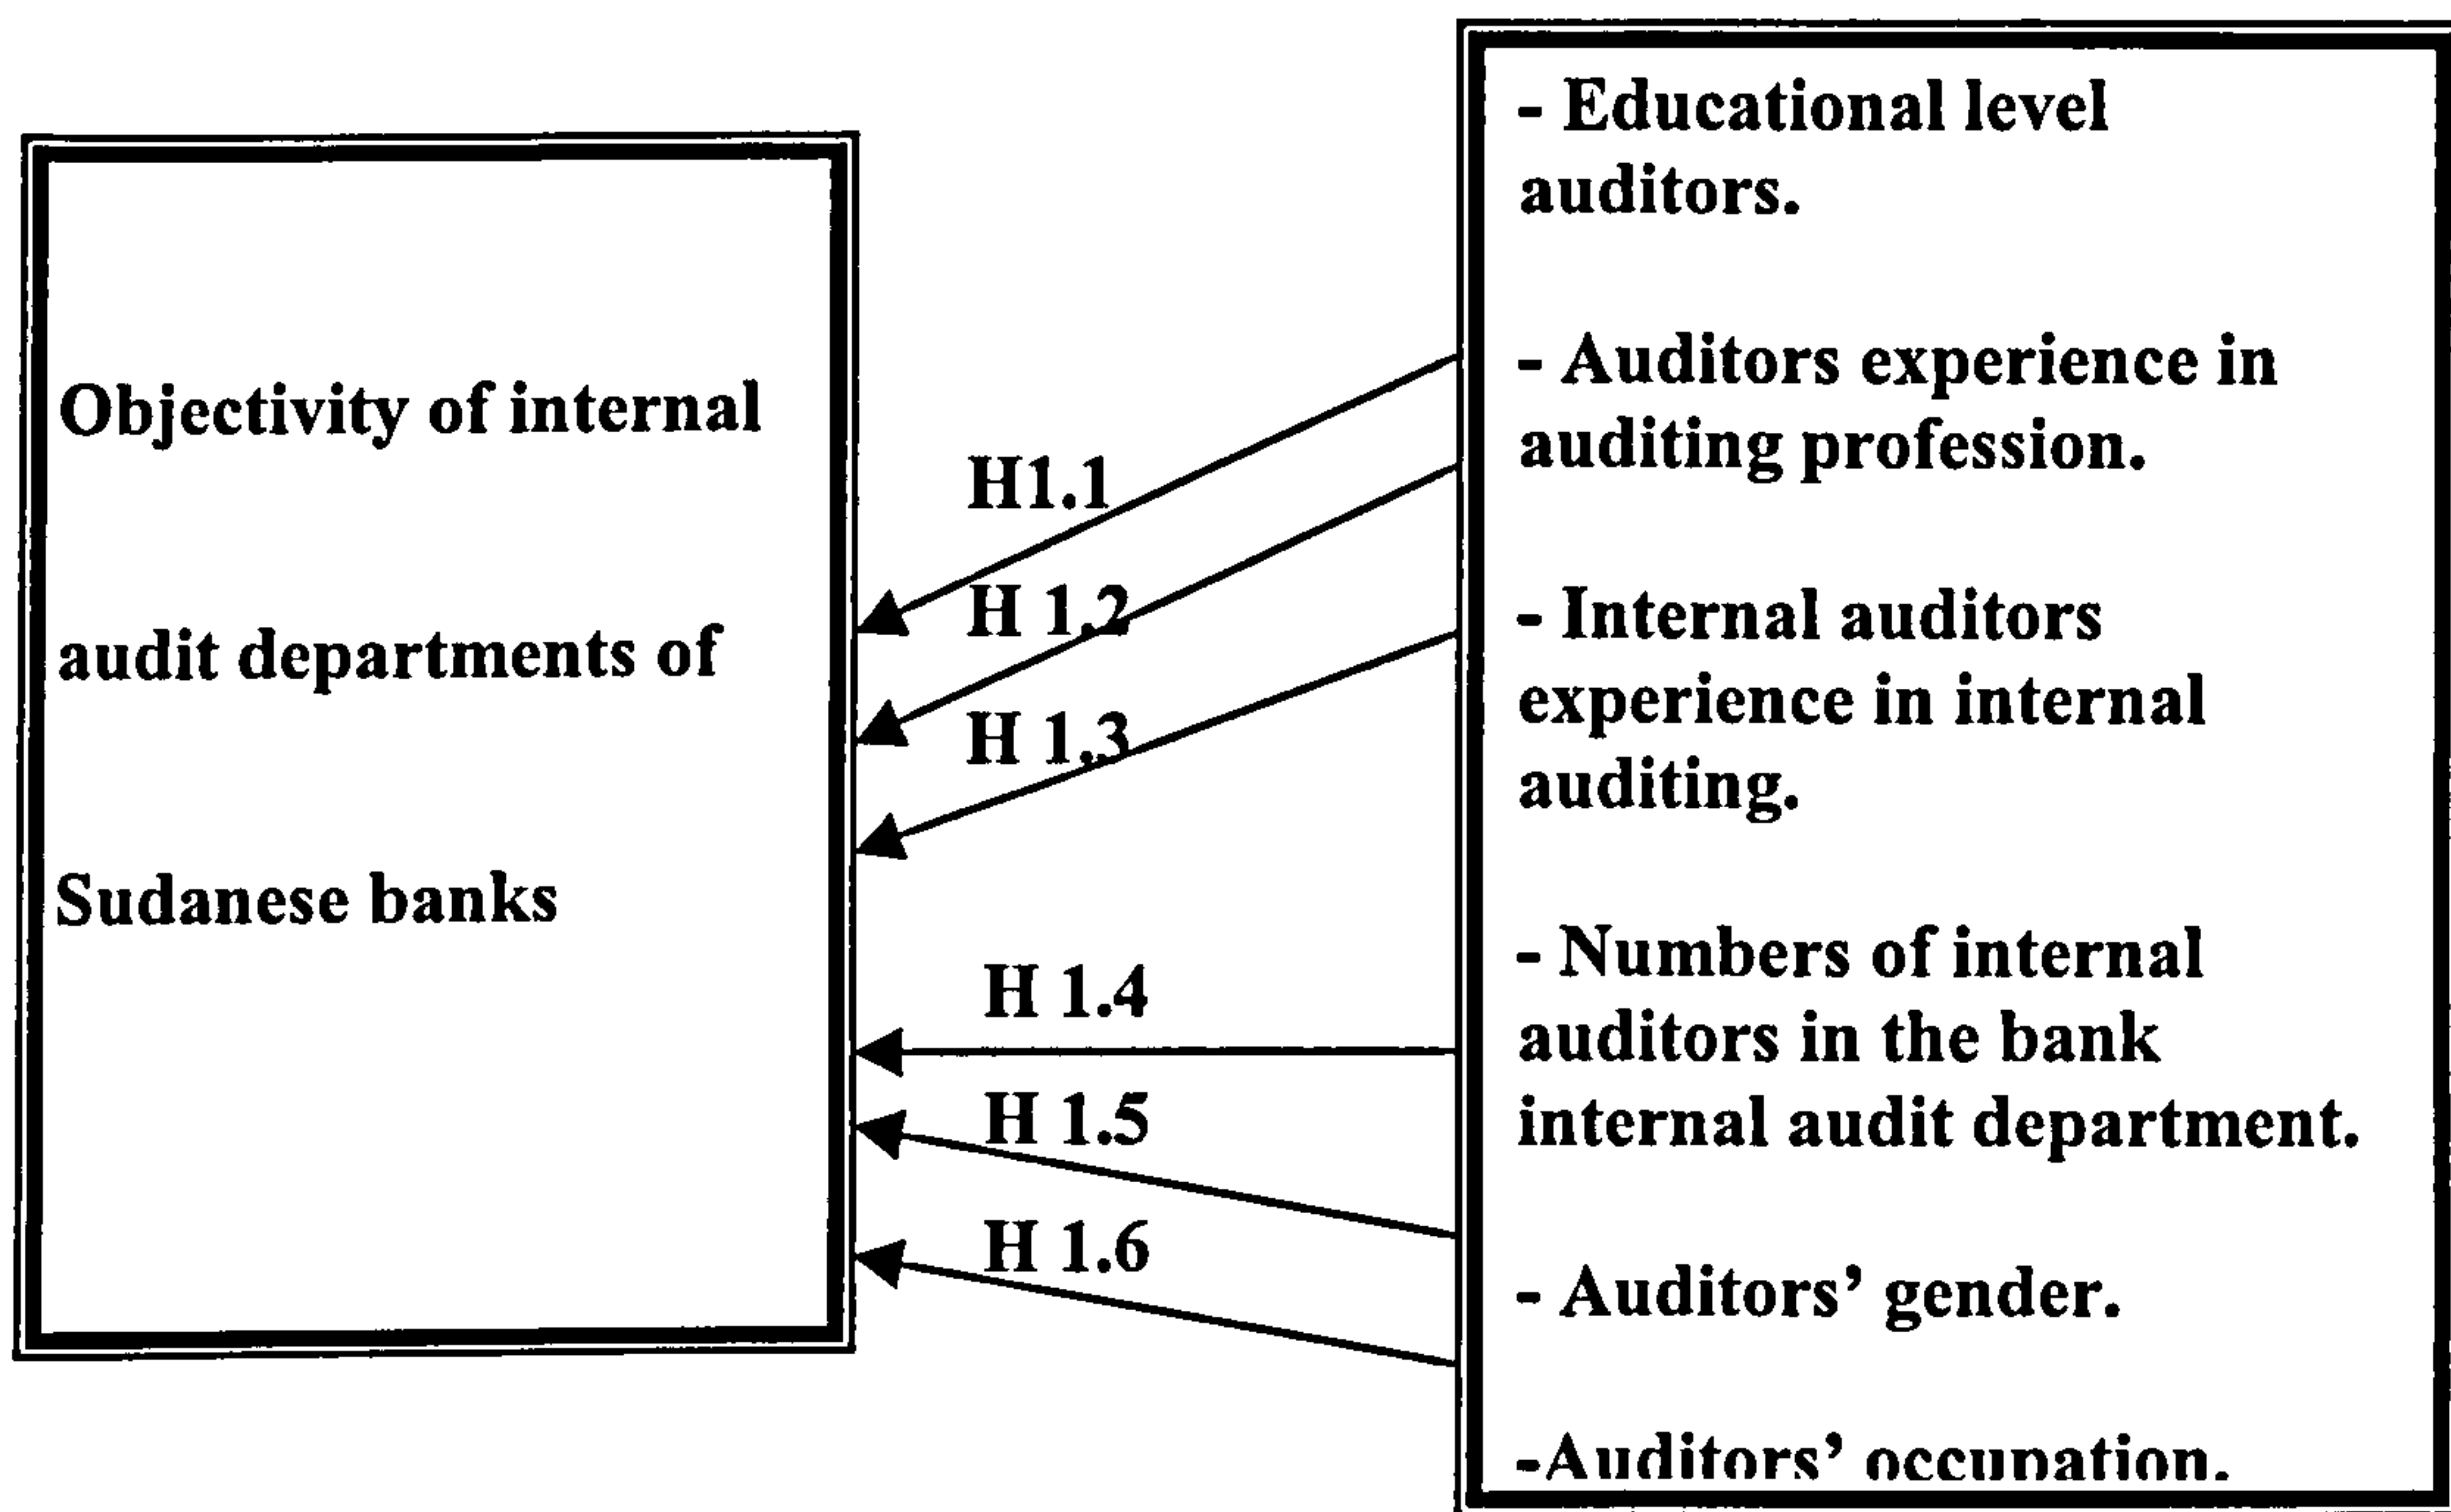 Objectivity of internal
audit departments of
Sudanese banks
H1.1
H 1.2
H 1.3
H 1.4
H 1.5
H 1.6
- Educational level
auditors.
- Auditors experience in
auditing profession.
- Internal auditors
experience in internal
auditing.
- Numbers of internal
auditors in the bank
internal audit department.
- Auditors’ gender.
-Auditors’ occupation.